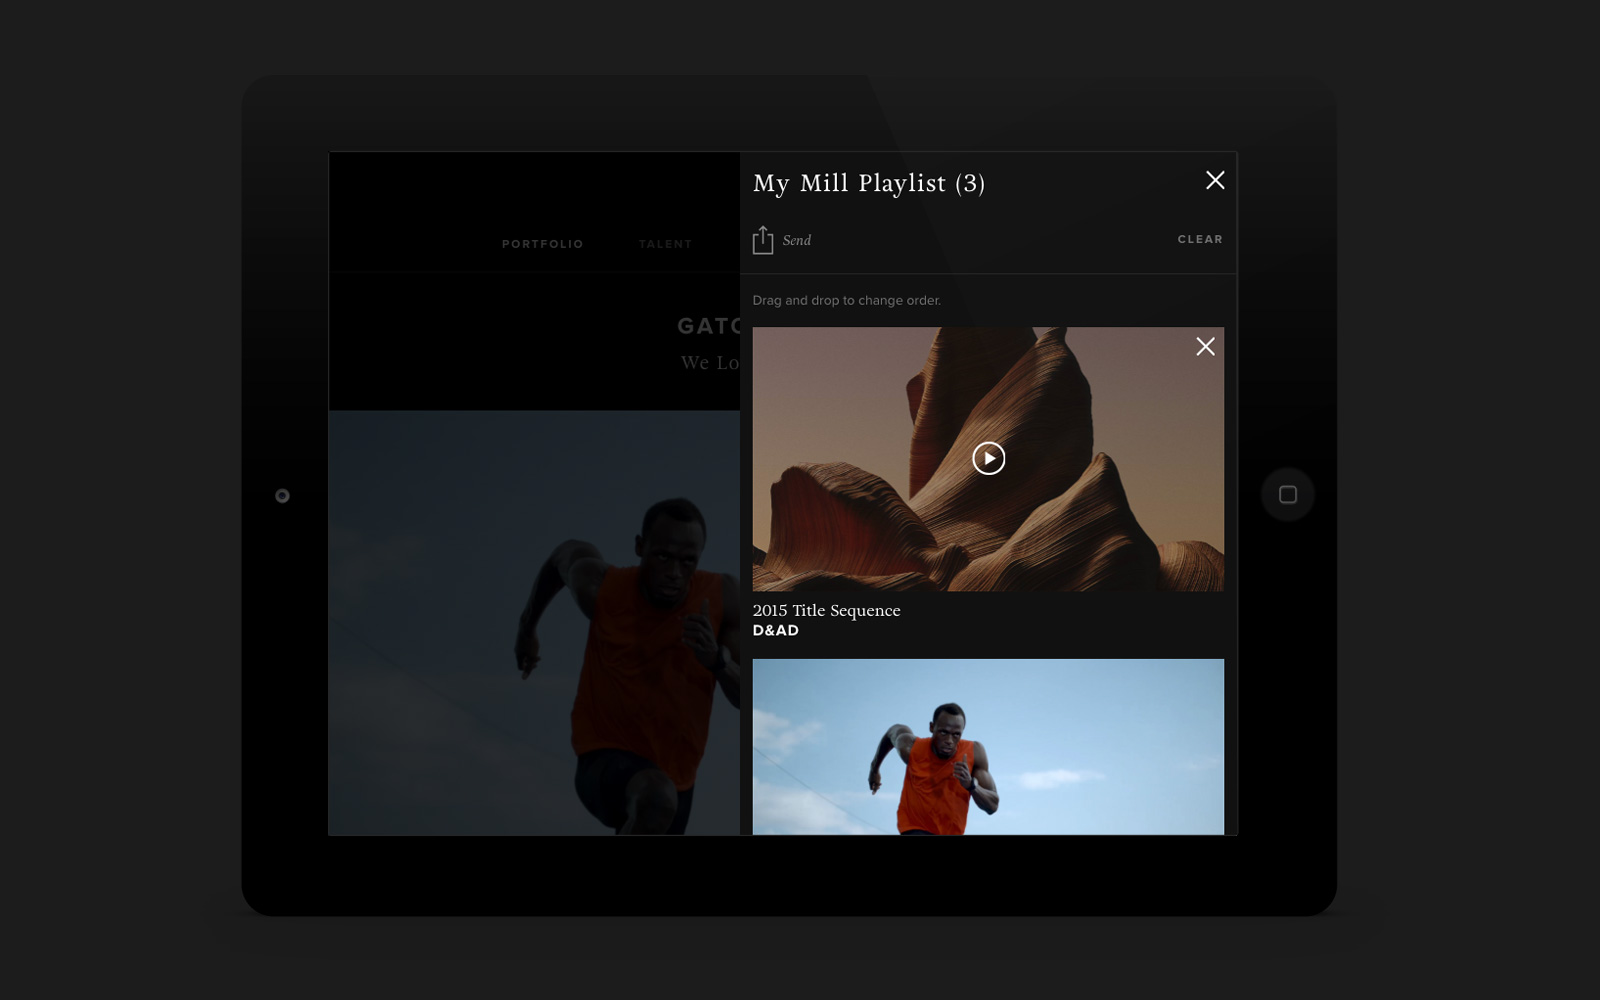 PORTFOLIO
TALENT
GATO
We Lo
My Mill Playlist (3)
Send
CLEAR
Drag and drop to change order.
2015 Title Sequence
D&AD